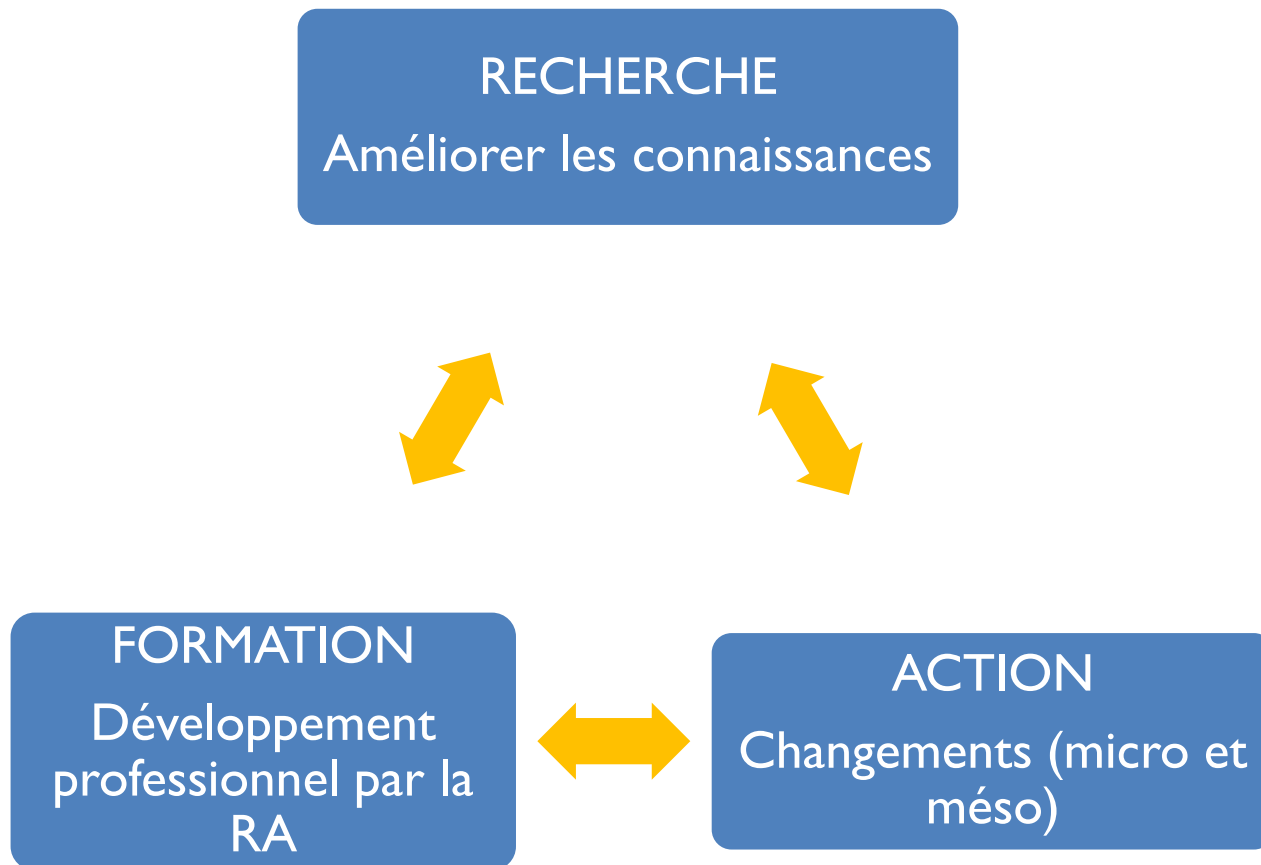 RECHERCHE
Améliorer les connaissances
FORMATION
Développement
professionnel par la
RA
ACTION
Changements (micro et
méso)